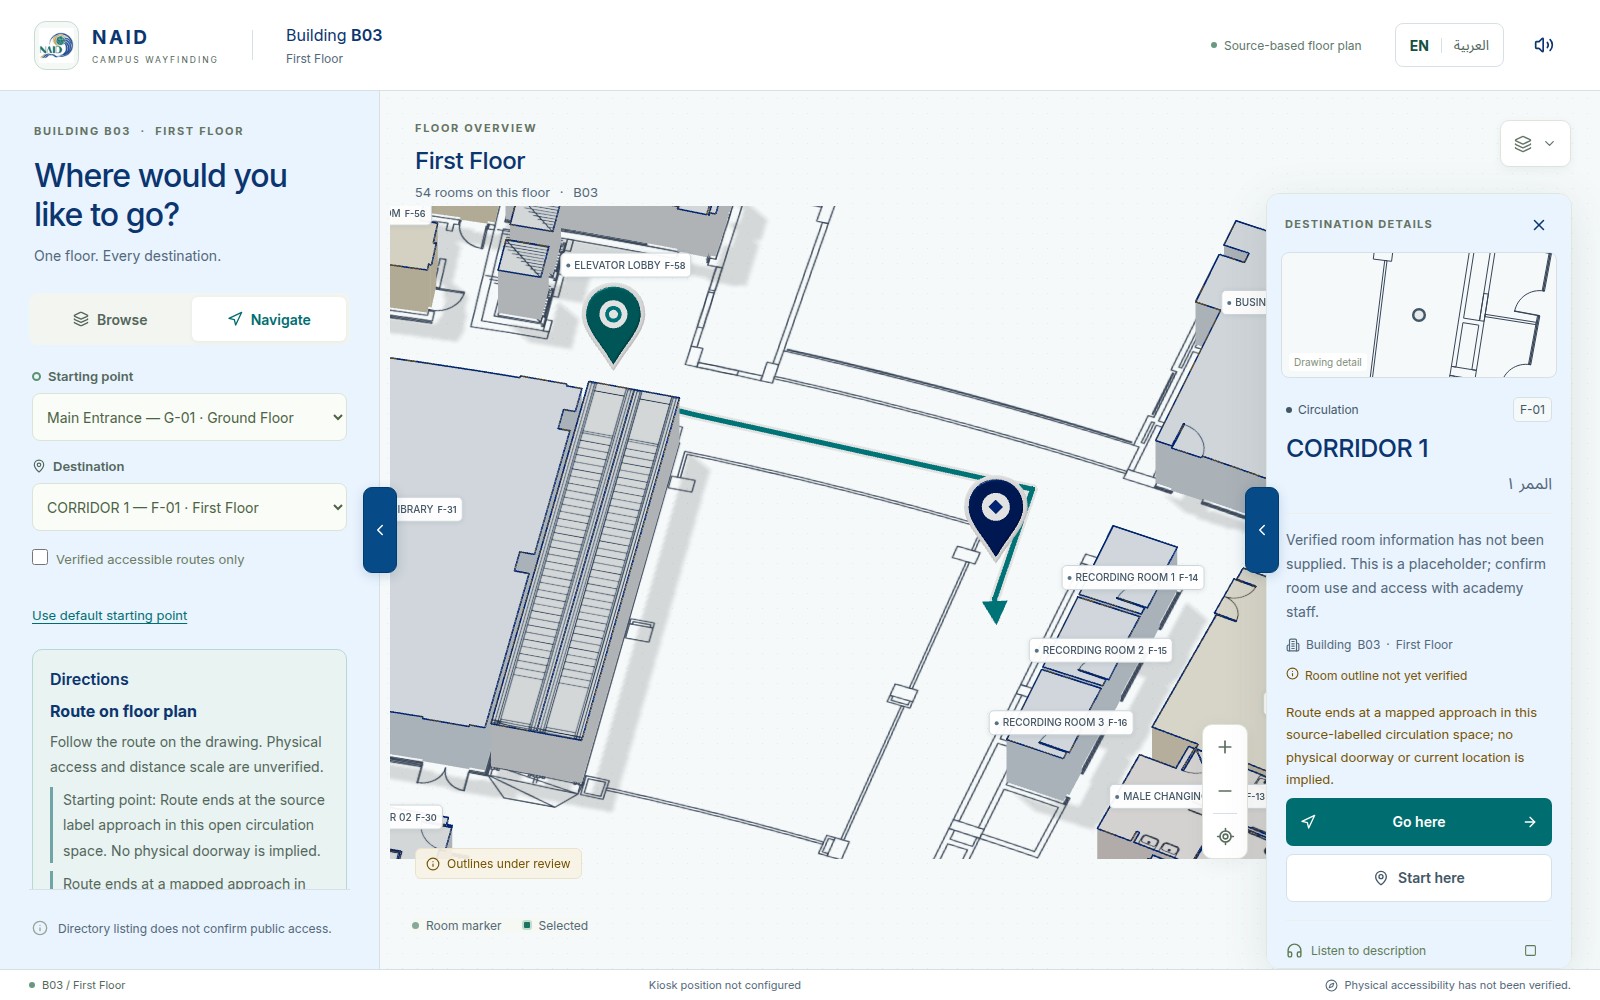 NAID
CAMPUS WAYFINDING
Building B03
First Floor
Source-based floor plan
EN
العربية
BUILDING B03 · FIRST FLOOR
Where would you
like to go?
One floor. Every destination.
Browse
Navigate
Starting point
Main Entrance — G-01 · Ground Floor
Destination
CORRIDOR 1 — F-01 · First Floor
Verified accessible routes only
Use default starting point
Directions
Route on floor plan
Follow the route on the drawing. Physical
access and distance scale are unverified.
Starting point: Route ends at the source
label approach in this open circulation
space. No physical doorway is implied.
Route ends at a mapped approach in
Directory listing does not confirm public access.
FLOOR OVERVIEW
First Floor
54 rooms on this floor · B03
M F-56
ELEVATOR LOBBY F-58
BUSIN
IBRARY F-31
RECORDING ROOM 1 F-14
RECORDING ROOM 2 F-15
RECORDING ROOM 3 F-16
MALE CHANGING F-13
R 02 F-30
Outlines under review
Room marker
Selected
DESTINATION DETAILS
Drawing detail
Circulation
F-01
CORRIDOR 1
الممر ١
Verified room information has not been
supplied. This is a placeholder; confirm
room use and access with academy
staff.
Building B03 · First Floor
Room outline not yet verified
Route ends at a mapped approach in this
source-labelled circulation space; no
physical doorway or current location is
implied.
Go here
Start here
Listen to description
B03 / First Floor
Kiosk position not configured
Physical accessibility has not been verified.